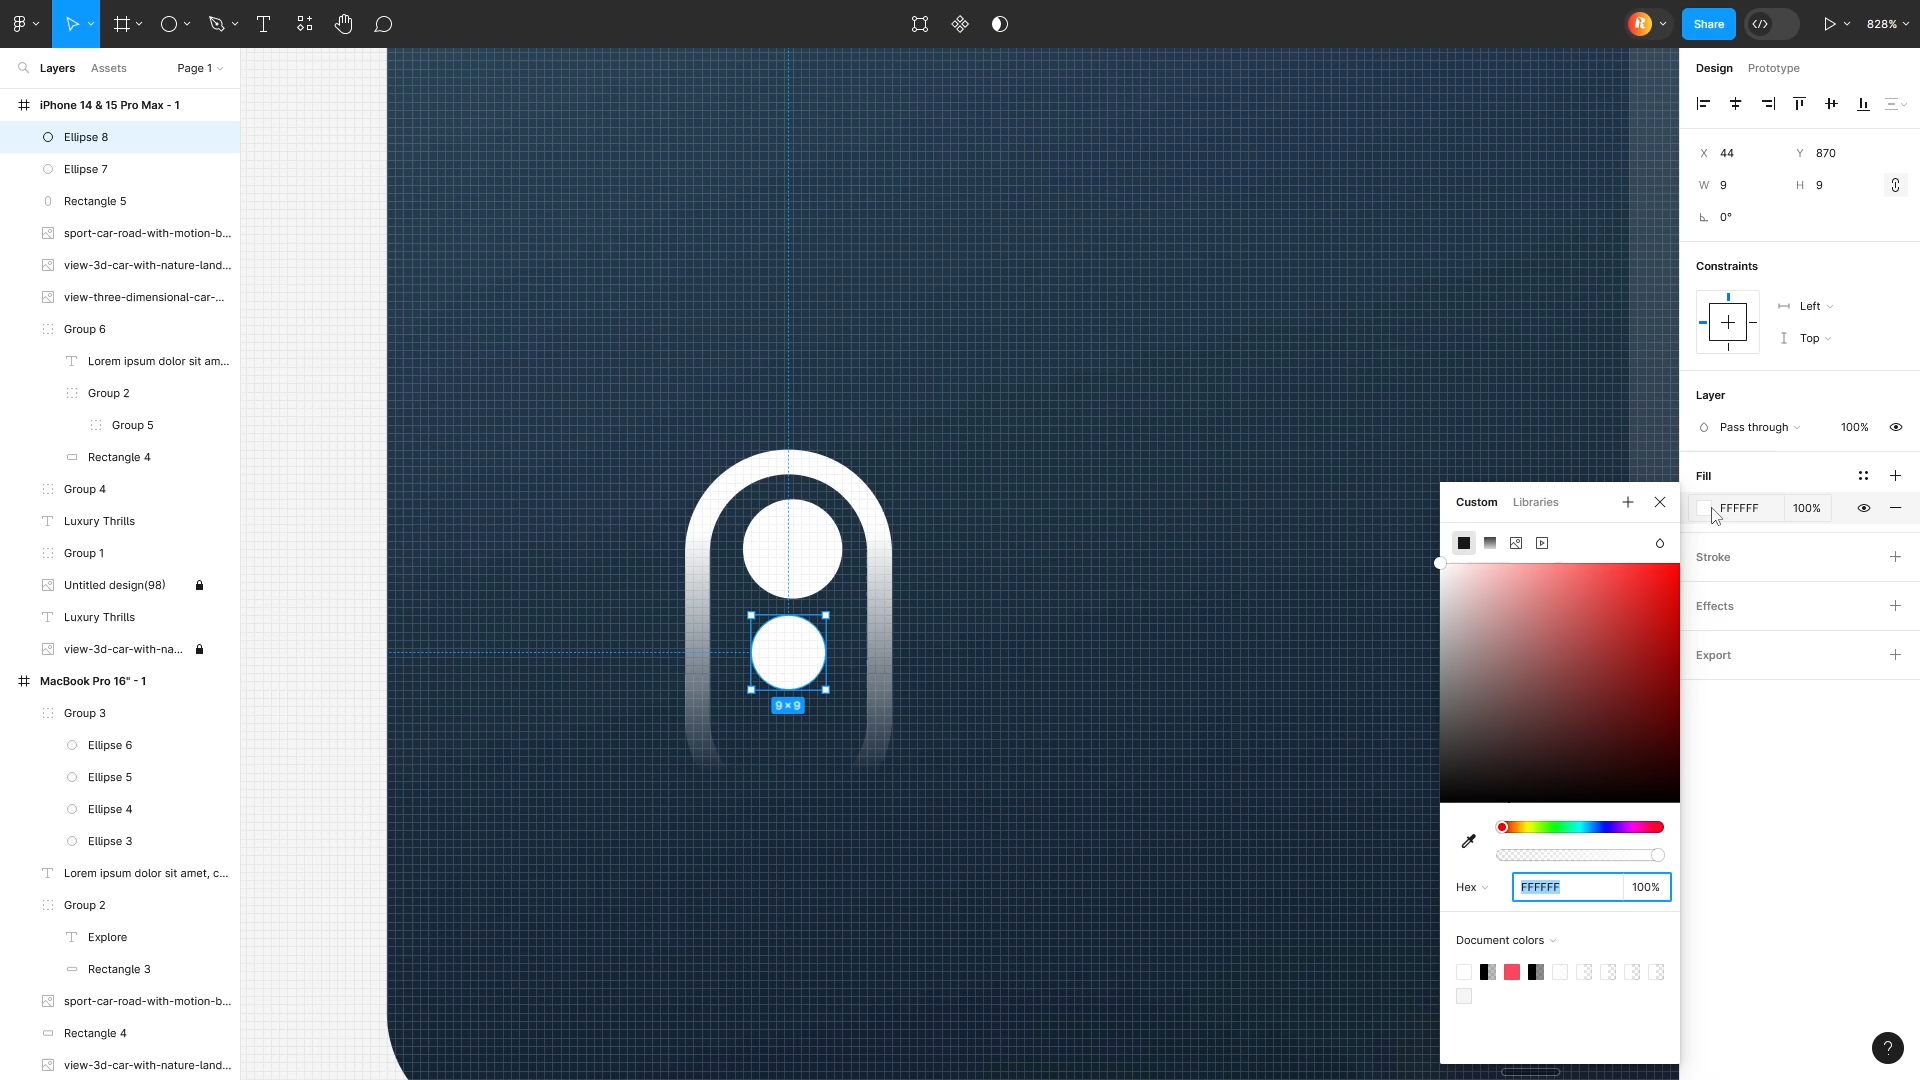 Share
828%
Layers
Assets
Page 1
iPhone 14 & 15 Pro Max - 1
Ellipse 8
Ellipse 7
Rectangle 5
sport-car-road-with-motion-b...
view-3d-car-with-nature-land...
view-three-dimensional-car-...
Group 6
Lorem ipsum dolor sit am...
Group 2
Group 5
Rectangle 4
Group 4
Luxury Thrills
Group 1
Untitled design(98)
Luxury Thrills
view-3d-car-with-na...
MacBook Pro 16" - 1
Group 3
Ellipse 6
Ellipse 5
Ellipse 4
Ellipse 3
Lorem ipsum dolor sit amet, c...
Group 2
Explore
Rectangle 3
sport-car-road-with-motion-b...
Rectangle 4
view-3d-car-with-nature-land...
9 × 9
Design
Prototype
X 44
Y 870
W 9
H 9
0°
Constraints
Left
Top
Layer
Pass through
100%
Fill
FFFFFF
100%
Stroke
Effects
Export
Custom
Libraries
Hex
FFFFFF
100%
Document colors
?